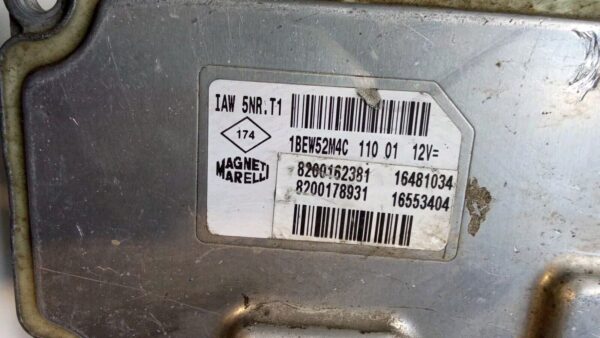 IAW 5NR.T1
174
MAGNETI
MARELLI
1BEW52M4C 110 01 12V=
8200162381 16481034
8200178931 16553404